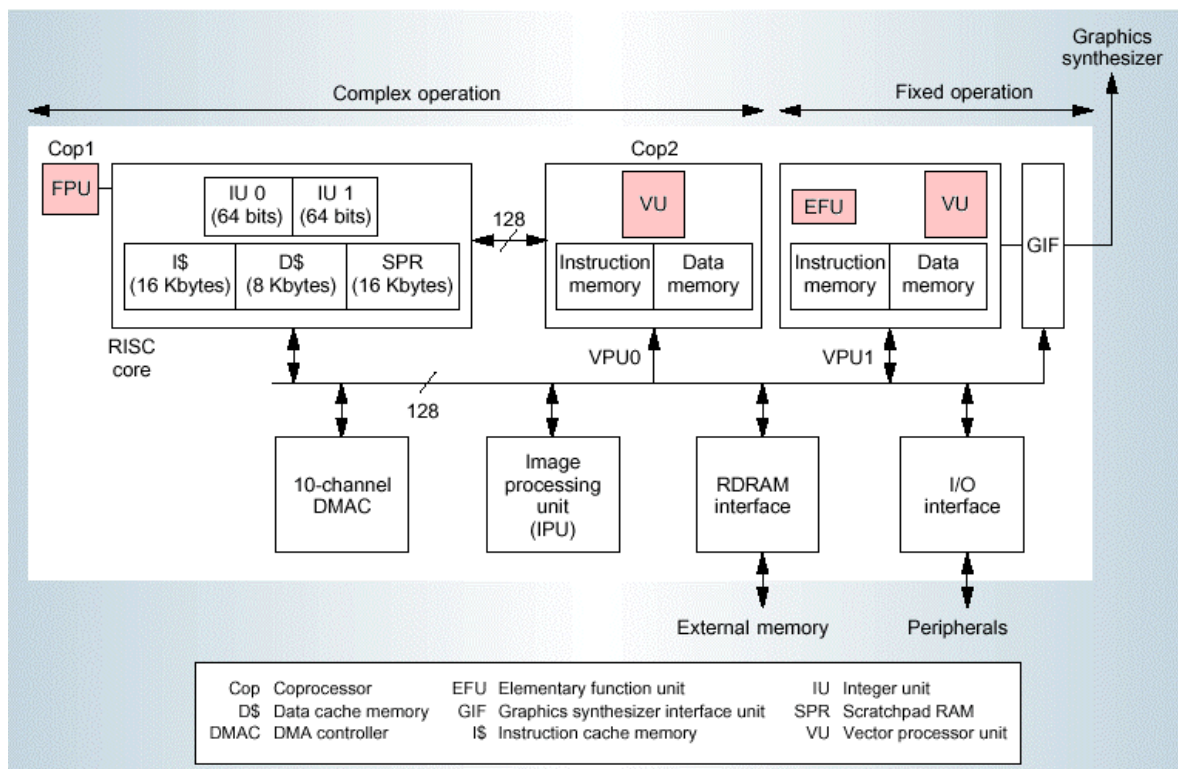 Graphics
synthesizer
Complex operation
Fixed operation
Cop1
FPU
IU 0
(64 bits)
IU 1
(64 bits)
I$
(16 Kbytes)
D$
(8 Kbytes)
SPR
(16 Kbytes)
RISC
core
128
Cop2
VU
Instruction
memory
Data
memory
VPU0
EFU
VU
Instruction
memory
Data
memory
VPU1
GIF
128
10-channel
DMAC
Image
processing
unit
(IPU)
RDRAM
interface
I/O
interface
External memory
Peripherals
Cop Coprocessor
D$ Data cache memory
DMAC DMA controller
EFU Elementary function unit
GIF Graphics synthesizer interface unit
I$ Instruction cache memory
IU Integer unit
SPR Scratchpad RAM
VU Vector processor unit